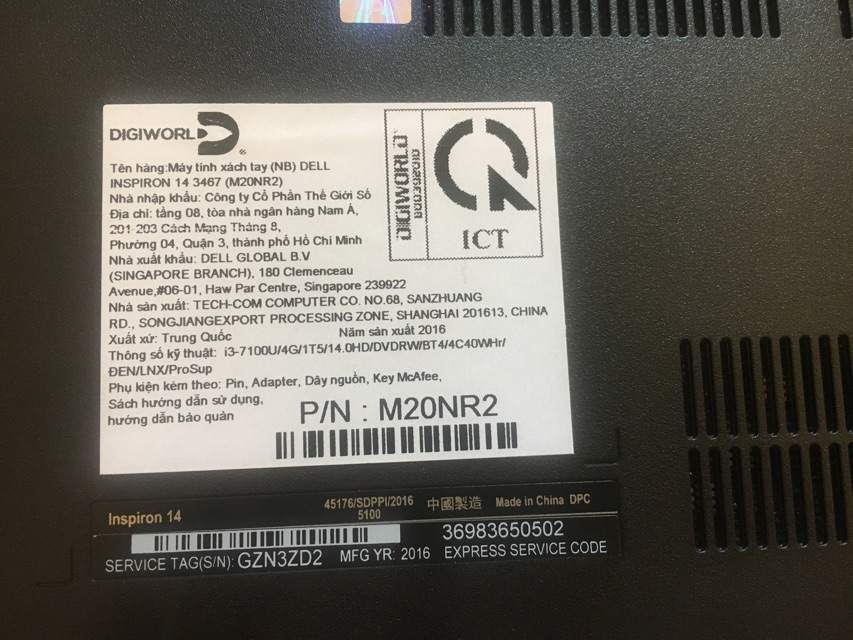 DIGIWORLD
®
Tên hàng:Máy tính xách tay (NB) DELL
INSPIRON 14 3467 (M20NR2)
Nhà nhập khẩu: Công ty Cổ Phần Thế Giới Số
Địa chỉ: tầng 08, tòa nhà ngân hàng Nam Á,
201-203 Cách Mạng Tháng 8,
Phường 04, Quận 3, thành phố Hồ Chí Minh
Nhà xuất khẩu: DELL GLOBAL B.V
(SINGAPORE BRANCH), 180 Clemenceau
Avenue,#06-01, Haw Par Centre, Singapore 239922
Nhà sản xuất: TECH-COM COMPUTER CO. NO.68, SANZHUANG
RD., SONGJIANGEXPORT PROCESSING ZONE, SHANGHAI 201613, CHINA
Xuất xứ: Trung Quốc Năm sản xuất 2016
Thông số kỹ thuật: i3-7100U/4G/1T5/14.0HD/DVDRW/BT4/4C40WHr/
ĐEN/LNX/ProSup
Phụ kiện kèm theo: Pin, Adapter, Dây nguồn, Key McAfee,
Sách hướng dẫn sử dụng,
hướng dẫn bảo quản
P/N : M20NR2
DIGIWORLD
ICT
Inspiron 14
45176/SDPPI/2016
5100
中國製造 Made in China DPC
SERVICE TAG(S/N): GZN3ZD2 MFG YR: 2016
36983650502
EXPRESS SERVICE CODE